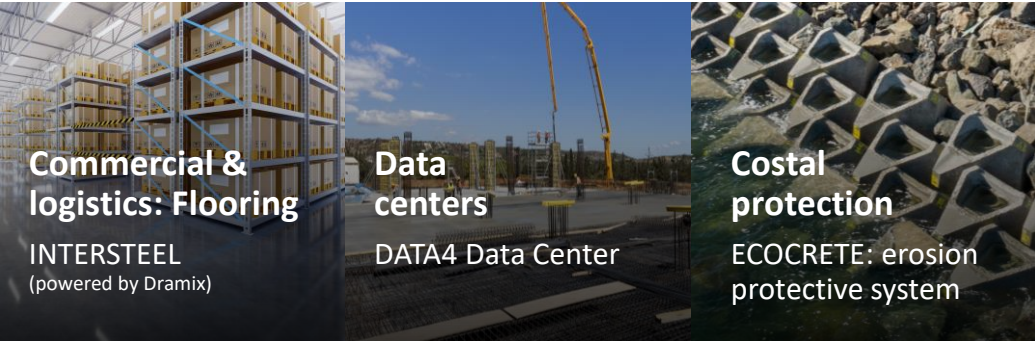 Commercial &
logistics: Flooring
INTERSTEEL
(powered by Dramix)
Data
centers
DATA4 Data Center
Costal
protection
ECOCRETE: erosion
protective system